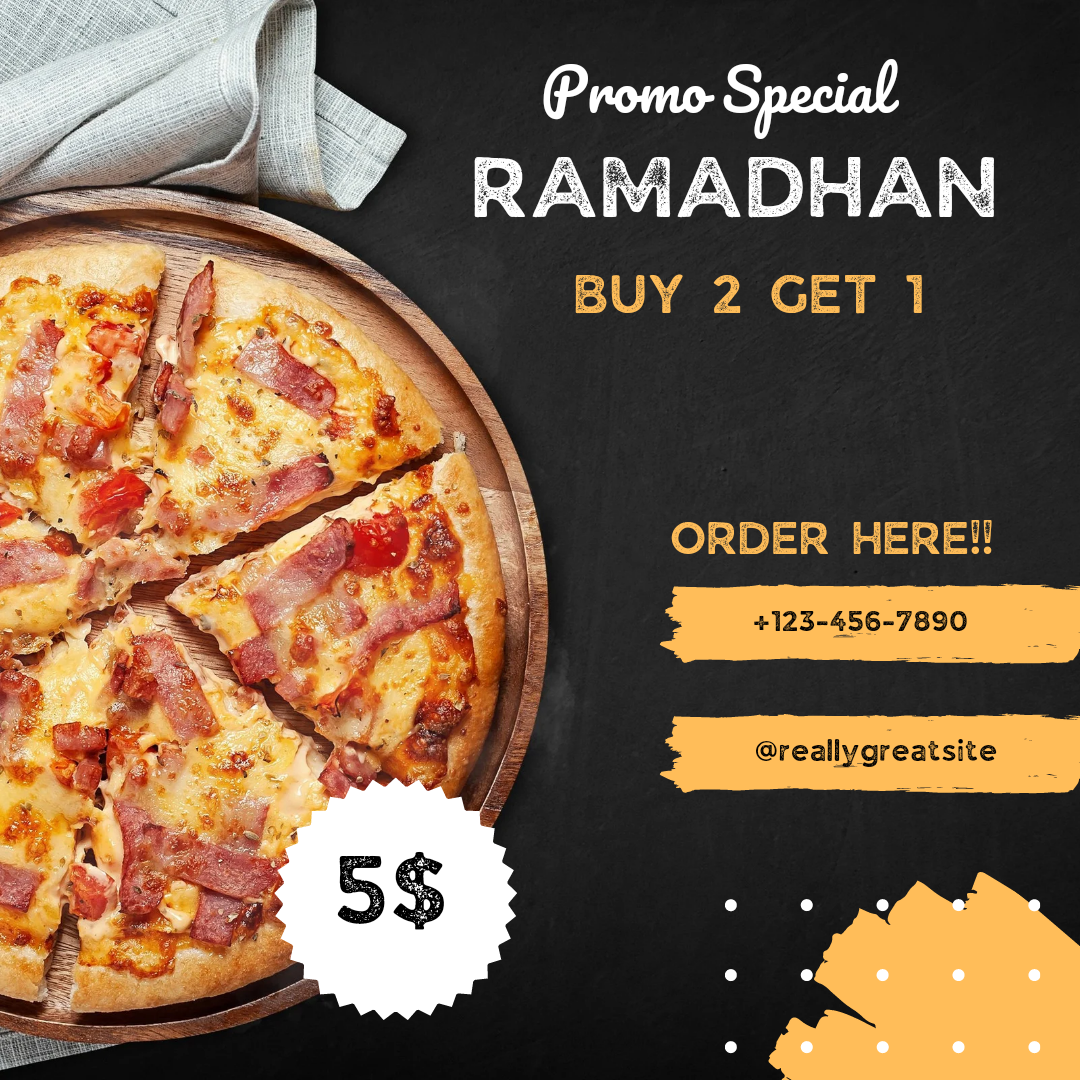 Promo Special
RAMADHAN
BUY 2 GET 1
ORDER HERE!!
+123-456-7890
@reallygreatsite
5$